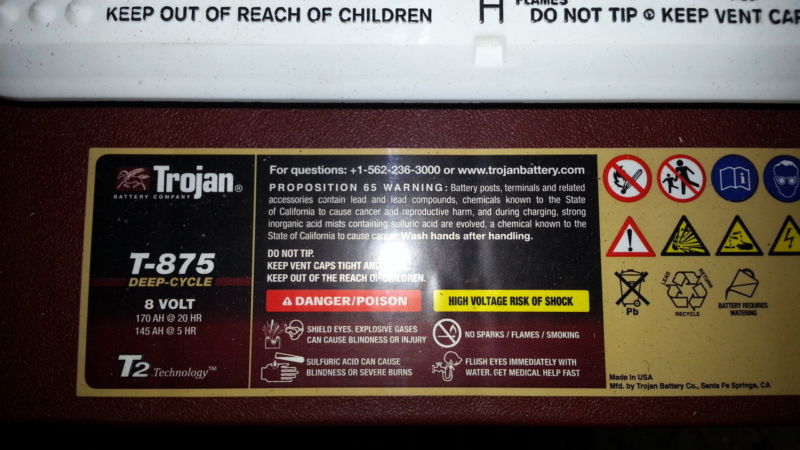 KEEP OUT OF REACH OF CHILDREN
H
FLAMES
DO NOT TIP ⊙ KEEP VENT CAP
Trojan®
BATTERY COMPANY
T-875
DEEP-CYCLE
8 VOLT
170 AH @ 20 HR
145 AH @ 5 HR
T2 Technology™
For questions: +1-562-236-3000 or www.trojanbattery.com
PROPOSITION 65 WARNING: Battery posts, terminals and related
accessories contain lead and lead compounds, chemicals known to the State
of California to cause cancer and reproductive harm, and during charging, strong
inorganic acid mists containing sulfuric acid are evolved, a chemical known to the
State of California to cause cancer. Wash hands after handling.
DO NOT TIP.
KEEP VENT CAPS TIGHT AND
KEEP OUT OF THE REACH OF CHILDREN.
DANGER/POISON
HIGH VOLTAGE RISK OF SHOCK
SHIELD EYES. EXPLOSIVE GASES
CAN CAUSE BLINDNESS OR INJURY
NO SPARKS / FLAMES / SMOKING
SULFURIC ACID CAN CAUSE
BLINDNESS OR SEVERE BURNS
FLUSH EYES IMMEDIATELY WITH
WATER. GET MEDICAL HELP FAST
Pb
LEAD
RETURN
RECYCLE
BATTERY REQUIRES
WATERING
Made in USA
Mfd. by Trojan Battery Co., Santa Fe Springs, CA